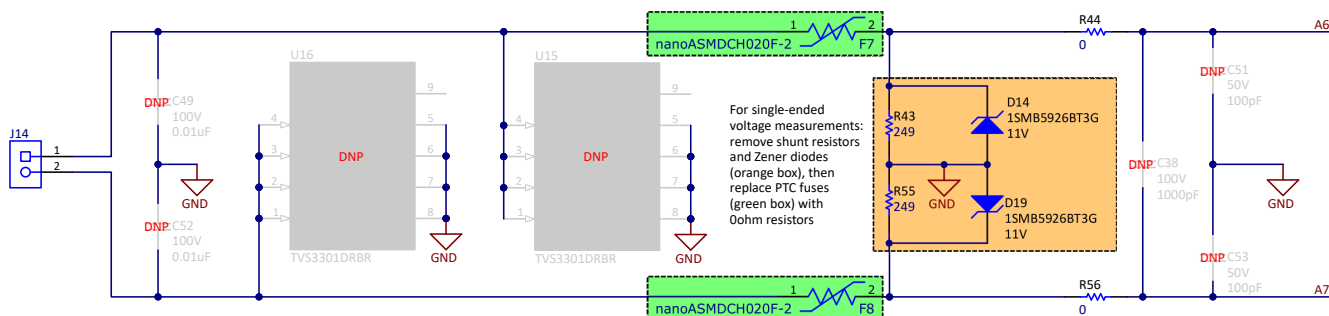 J14
1
2
DNP
C49
100V
0.01uF
GND
DNP
C52
100V
0.01uF
U16
9
4
5
3
DNP
6
2
7
1
8
TVS3301DRBR
GND
U15
9
4
5
3
DNP
6
2
7
1
8
TVS3301DRBR
GND
1
2
nanoASMDCH020F-2
F7
For single-ended
voltage measurements:
remove shunt resistors
and Zener diodes
(orange box), then
replace PTC fuses
(green box) with
0ohm resistors
1
2
nanoASMDCH020F-2
F8
R43
249
R55
249
GND
D14
1SMB5926BT3G
11V
D19
1SMB5926BT3G
11V
R44
0
R56
0
DNP
C38
100V
1000pF
DNP
C51
50V
100pF
GND
DNP
C53
50V
100pF
A6
A7